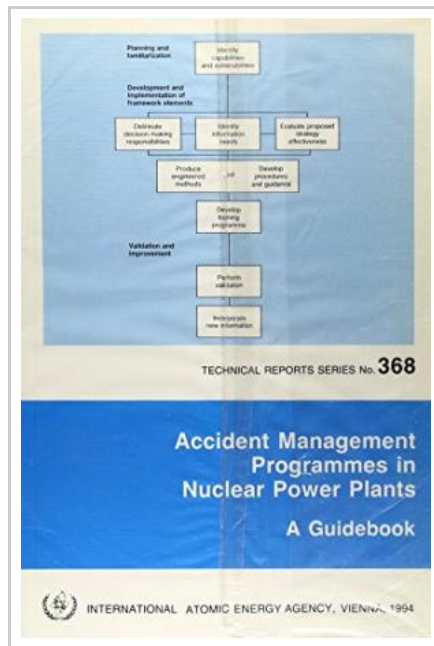 Planning and
familiarization
Identify
capabilities
and vulnerabilities
Development and
implementation of
framework elements
Delineate
decision making
responsibilities
Identify
information
needs
Evaluate proposed
strategy
effectiveness
Produce
engineered
methods
or
Develop
procedures
and guidance
Develop
training
programme
Validation and
improvement
Perform
validation
Incorporate
new information
TECHNICAL REPORTS SERIES No. 368
Accident Management
Programmes in
Nuclear Power Plants
A Guidebook
INTERNATIONAL ATOMIC ENERGY AGENCY, VIENNA, 1994